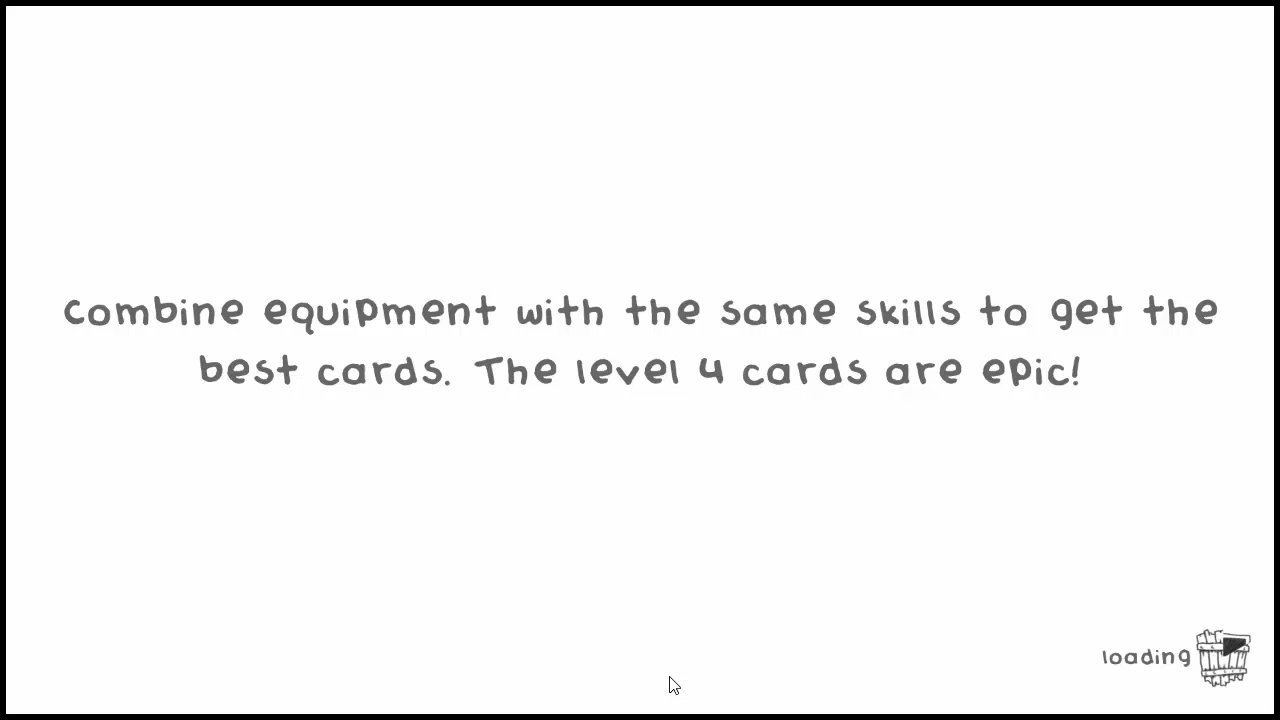 combine equipment with the same skills to get the
best cards. The level 4 cards are epic!
loading